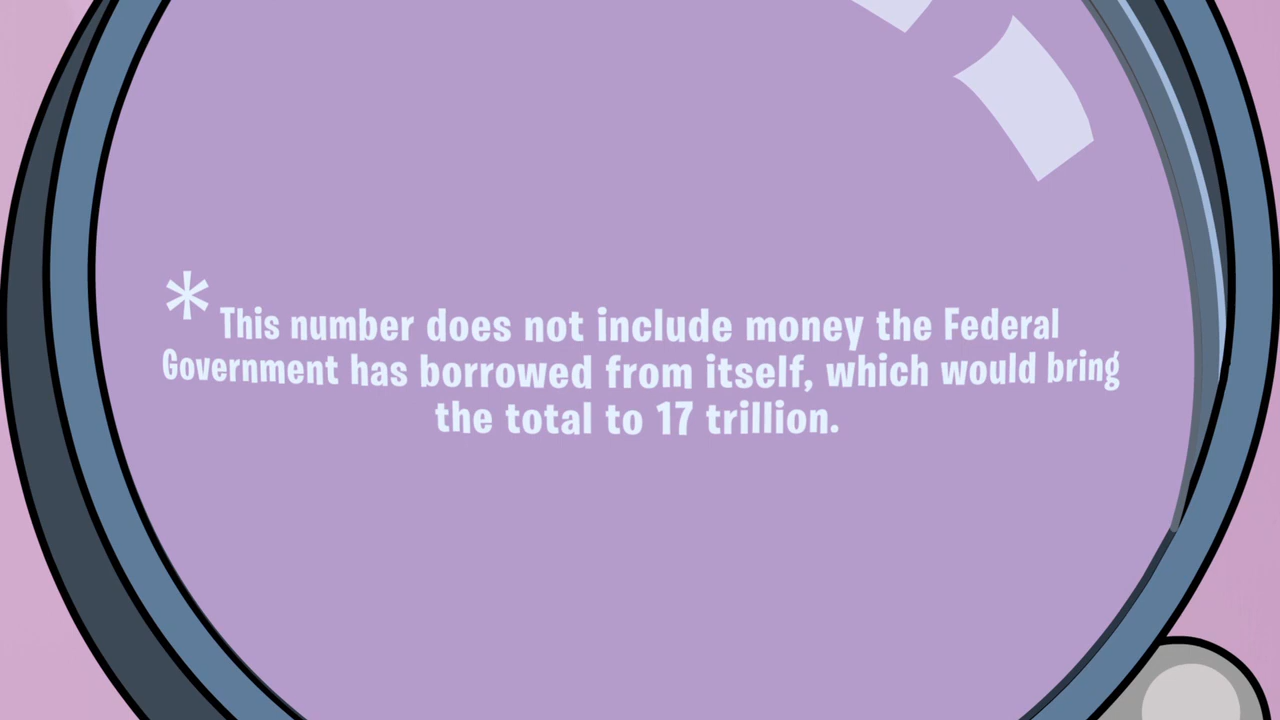 * This number does not include money the Federal
Government has borrowed from itself, which would bring
the total to 17 trillion.